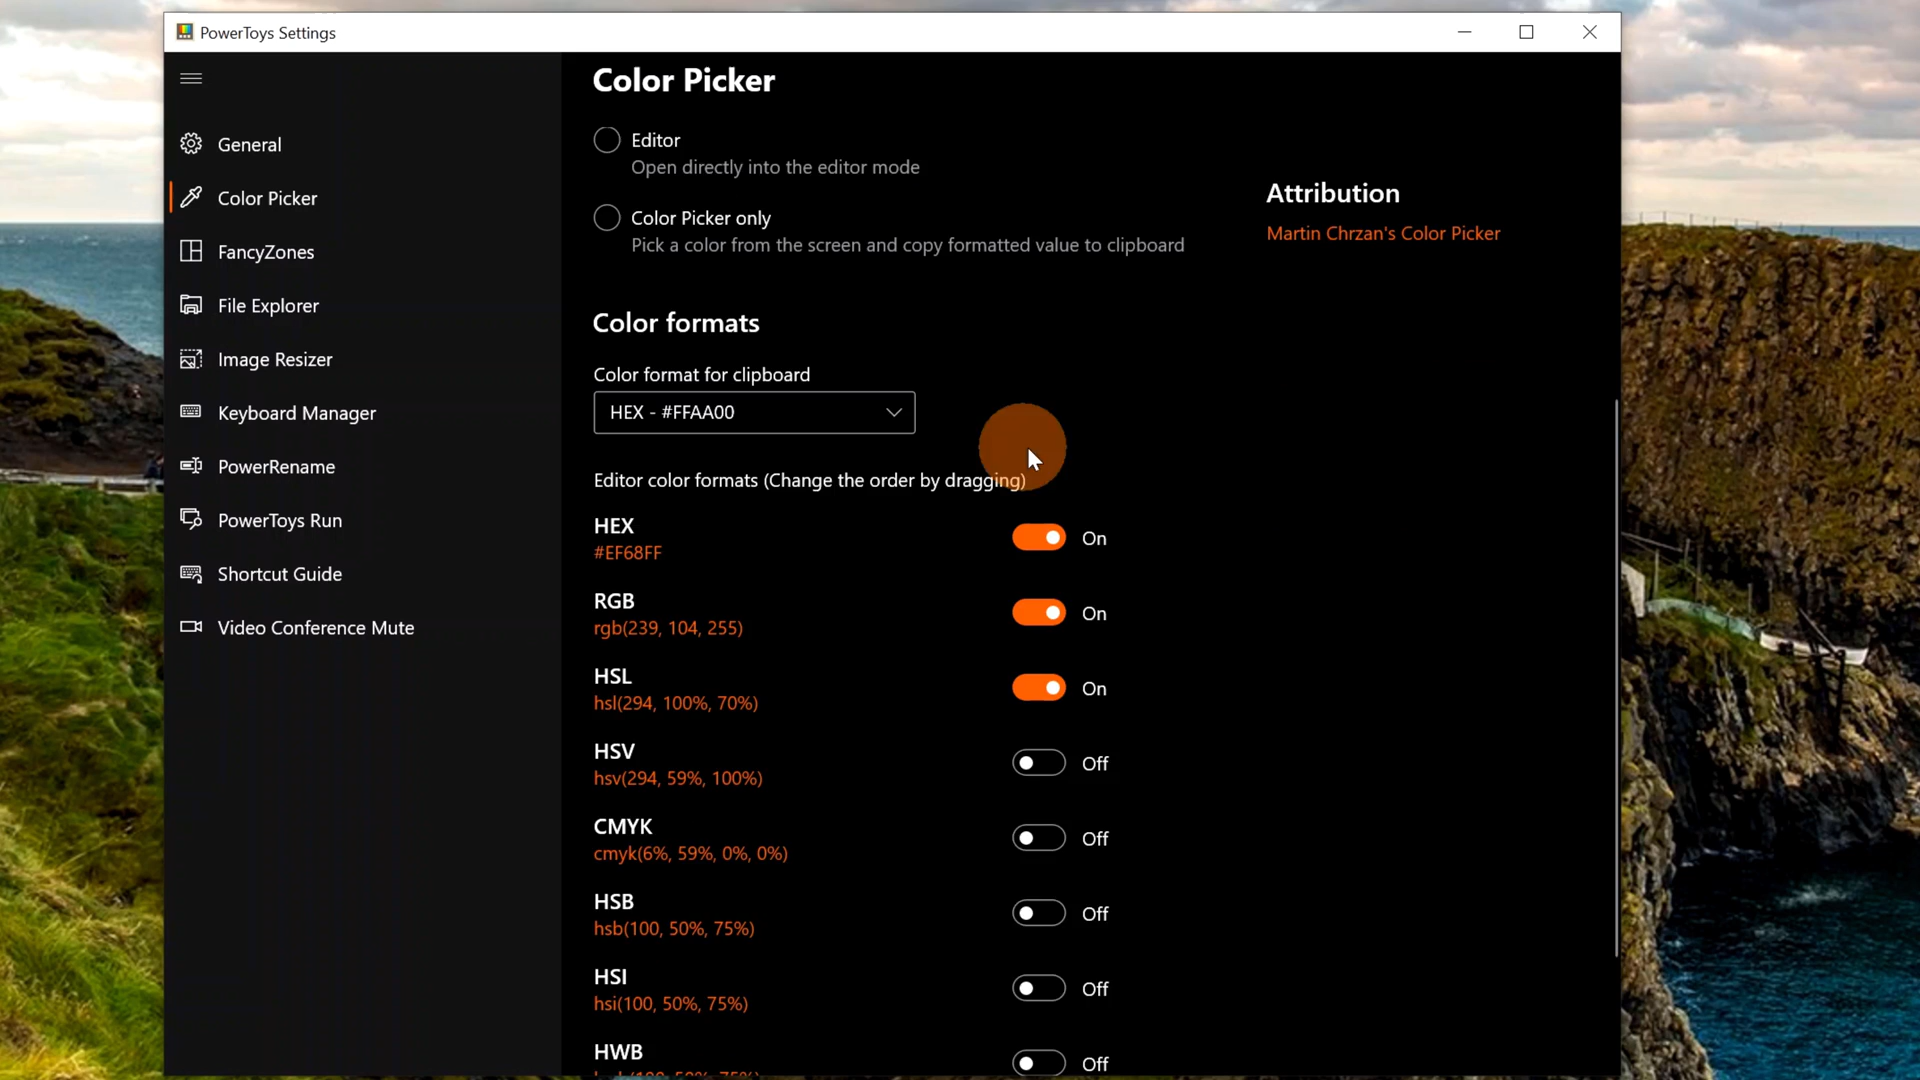 PowerToys Settings
Color Picker
General
Color Picker
FancyZones
File Explorer
Image Resizer
Keyboard Manager
PowerRename
PowerToys Run
Shortcut Guide
Video Conference Mute
Editor
Open directly into the editor mode
Color Picker only
Pick a color from the screen and copy formatted value to clipboard
Attribution
Martin Chrzan's Color Picker
Color formats
Color format for clipboard
HEX - #FFAA00
Editor color formats (Change the order by dragging)
HEX
#EF68FF
On
RGB
rgb(239, 104, 255)
On
HSL
hsl(294, 100%, 70%)
On
HSV
hsv(294, 59%, 100%)
Off
CMYK
cmyk(6%, 59%, 0%, 0%)
Off
HSB
hsb(100, 50%, 75%)
Off
HSI
hsi(100, 50%, 75%)
Off
HWB
Off